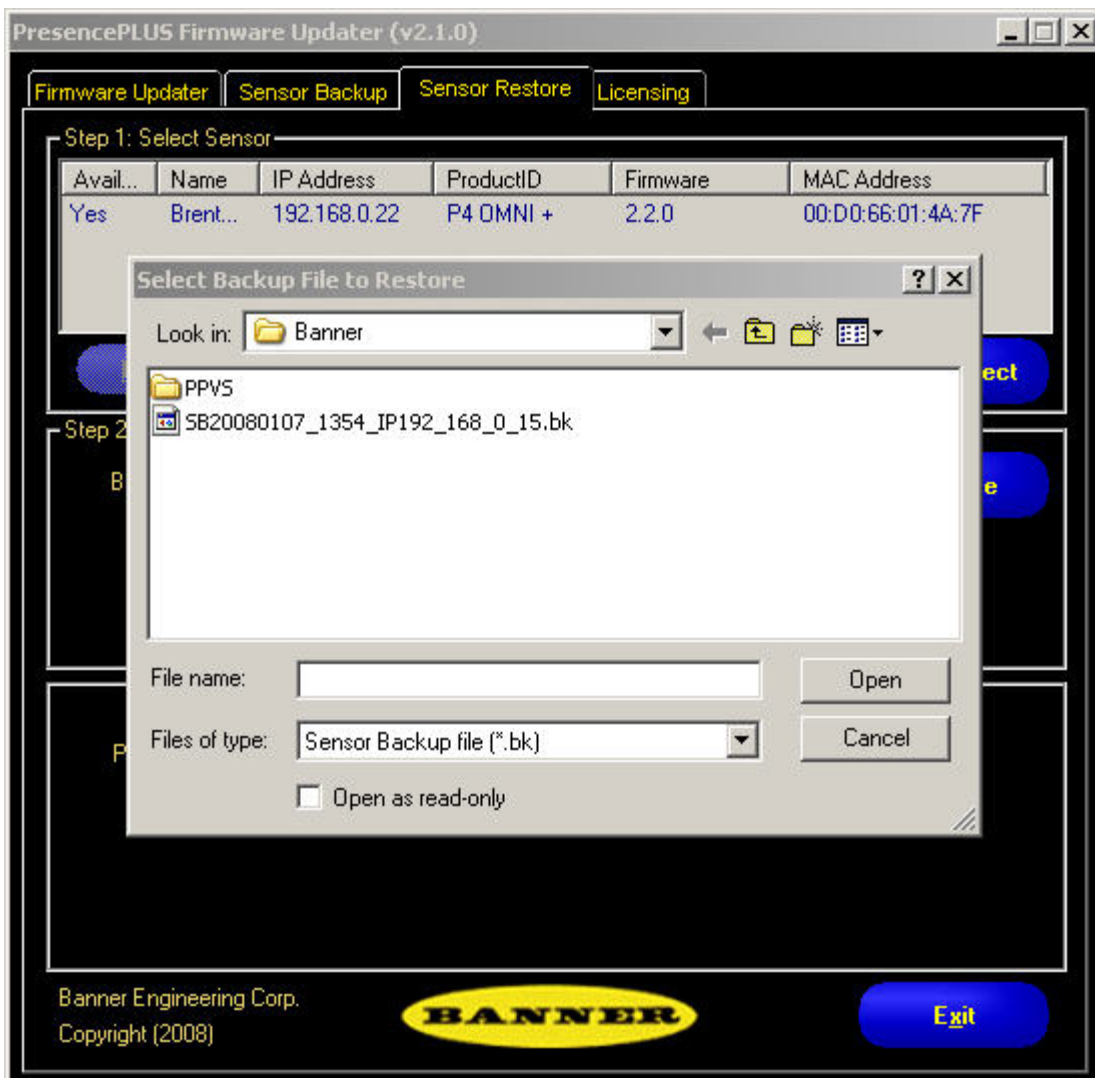 PresencePLUS Firmware Updater (v2.1.0)
Firmware Updater Sensor Backup Sensor Restore Licensing
Step 1: Select Sensor
Avail... Name IP Address ProductID Firmware MAC Address
Yes Brent... 192.168.0.22 P4 OMNI + 2.2.0 00:D0:66:01:4A:7F
Select Backup File to Restore
Look in: Banner
ect
PPVS
SB20080107_1354_IP192_168_0_15.bk
Step 2
B
e
File name:
Open
Files of type: Sensor Backup file (*.bk)
Cancel
P
Open as read-only
Banner Engineering Corp.
Copyright (2008)
BANNER
Exit